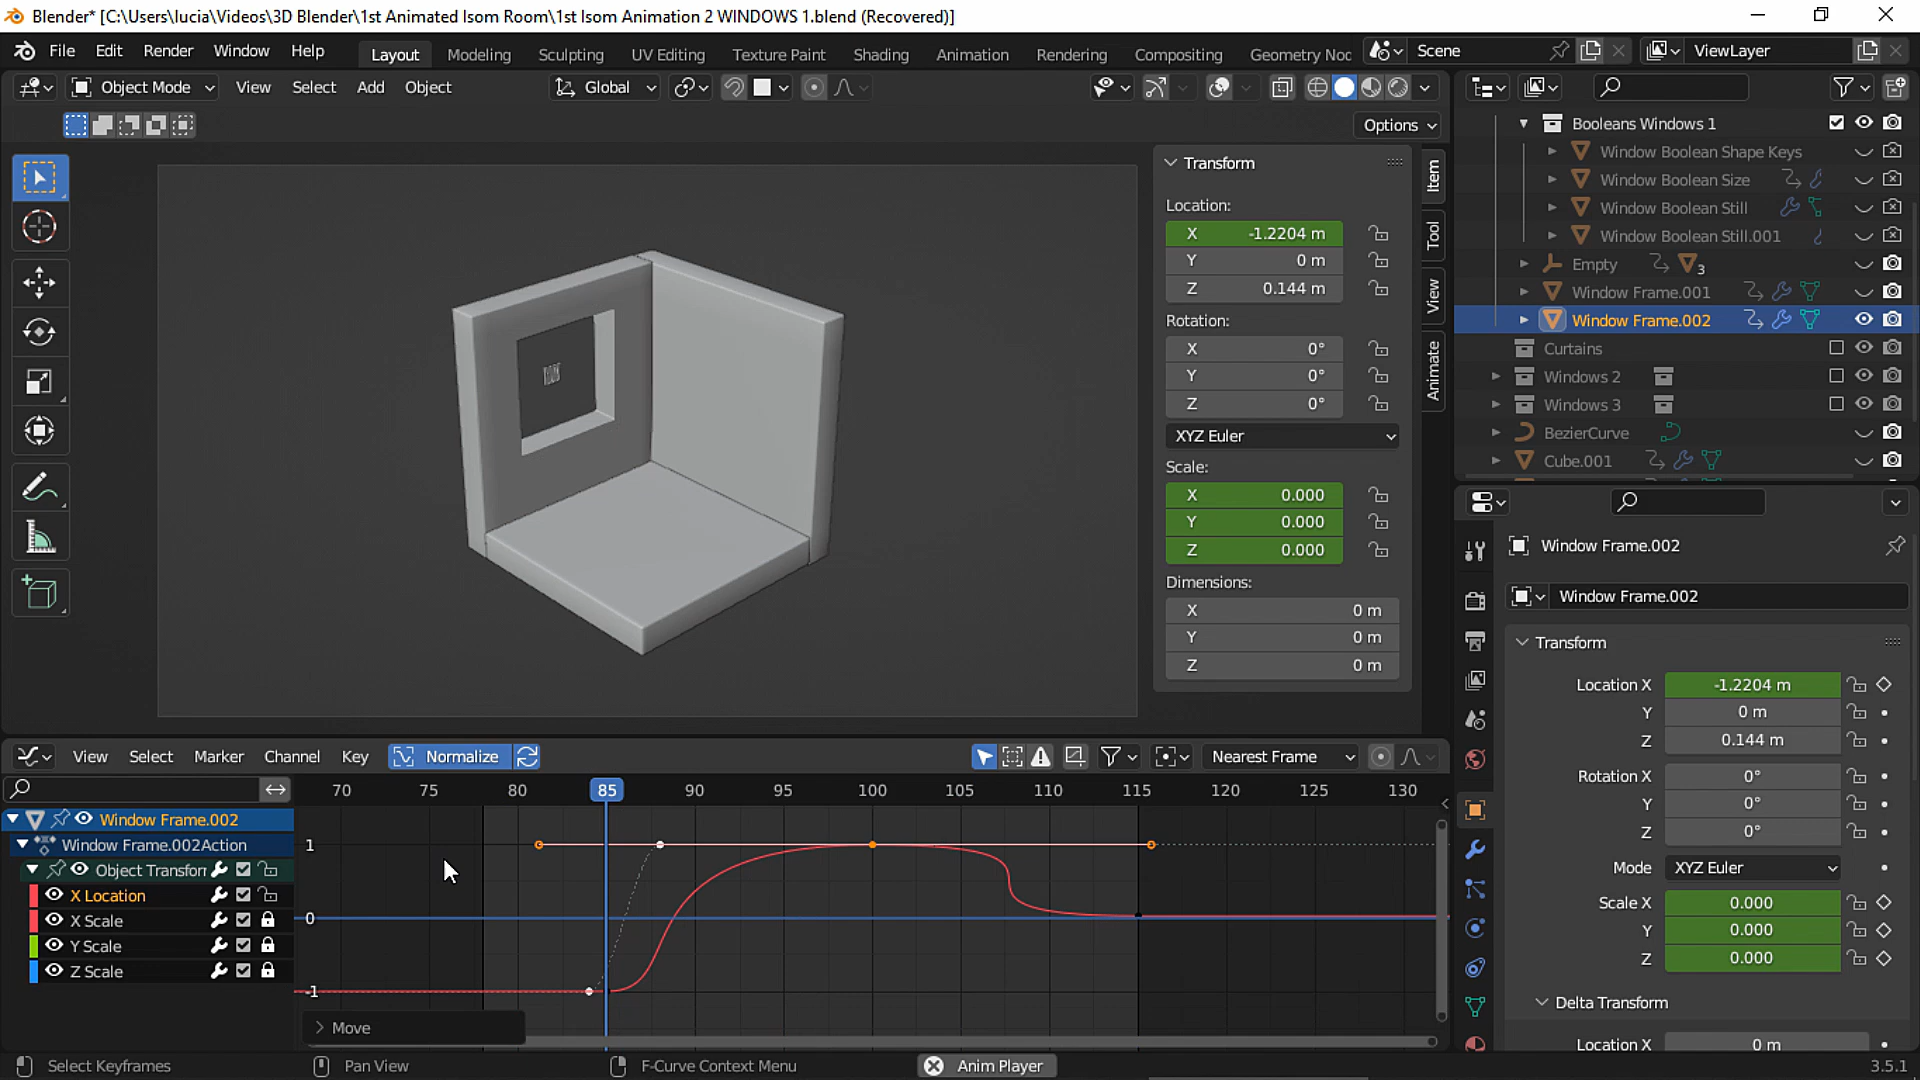 Blender* [C:\Users\lucia\Videos\3D Blender\1st Animated Isom Room\1st Isom Animation 2 WINDOWS 1.blend (Recovered)]
File Edit Render Window Help Layout Modeling Sculpting UV Editing Texture Paint Shading Animation Rendering Compositing Geometry Noc Scene ViewLayer
Object Mode View Select Add Object Global
Options
Transform
Location:
X -1.2204 m
Y 0 m
Z 0.144 m
Rotation:
X 0°
Y 0°
Z 0°
XYZ Euler
Scale:
X 0.000
Y 0.000
Z 0.000
Dimensions:
X 0 m
Y 0 m
Z 0 m
Item
Tool
View
Animate
Booleans Windows 1
Window Boolean Shape Keys
Window Boolean Size
Window Boolean Still
Window Boolean Still.001
Empty 3
Window Frame.001
Window Frame.002
Curtains
Windows 2
Windows 3
BezierCurve
Cube.001
Window Frame.002
Window Frame.002
Transform
Location X -1.2204 m
Y 0 m
Z 0.144 m
Rotation X 0°
Y 0°
Z 0°
Mode XYZ Euler
Scale X 0.000
Y 0.000
Z 0.000
Delta Transform
Location X 0 m
View Select Marker Channel Key Normalize Nearest Frame
70 75 80 85 90 95 100 105 110 115 120 125 130
Window Frame.002
Window Frame.002Action
Object Transforr
X Location
X Scale
Y Scale
Z Scale
1
0
-1
Move
Select Keyframes Pan View F-Curve Context Menu Anim Player 3.5.1